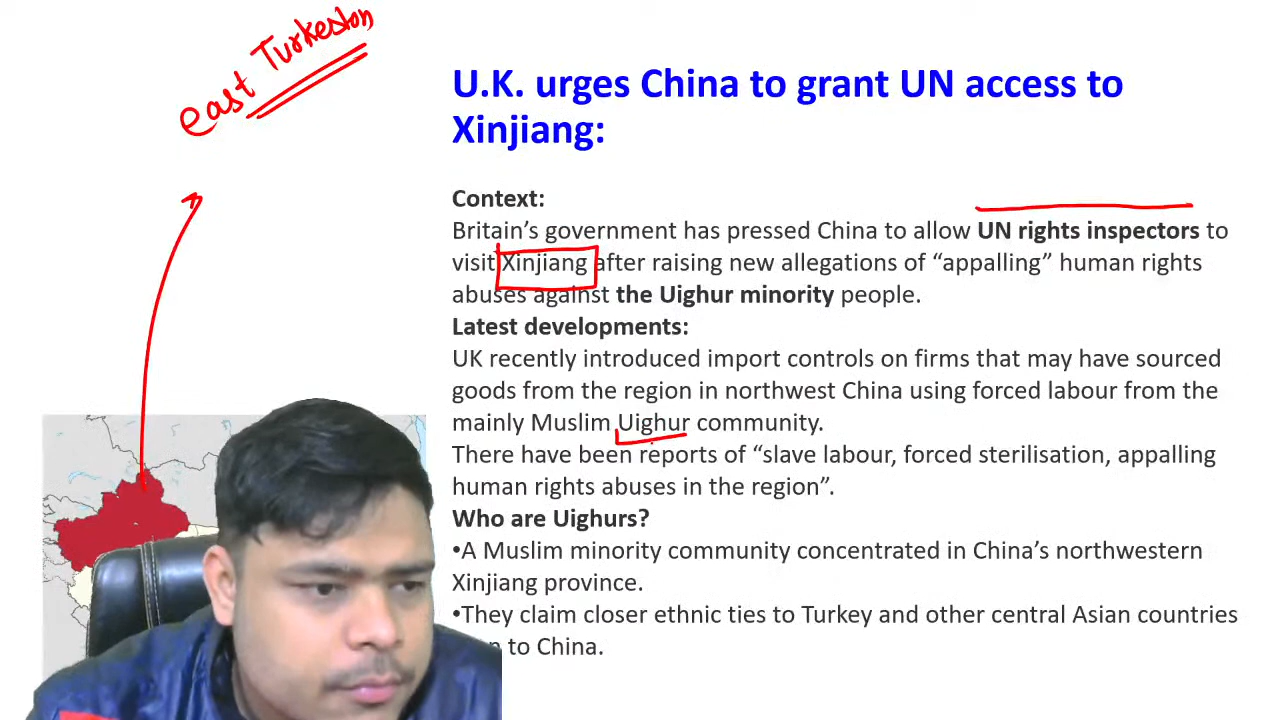 east Turkeston
U.K. urges China to grant UN access to
Xinjiang:
Context:
Britain's government has pressed China to allow UN rights inspectors to
visit Xinjiang after raising new allegations of “appalling” human rights
abuses against the Uighur minority people.
Latest developments:
UK recently introduced import controls on firms that may have sourced
goods from the region in northwest China using forced labour from the
mainly Muslim Uighur community.
There have been reports of “slave labour, forced sterilisation, appalling
human rights abuses in the region”.
Who are Uighurs?
•A Muslim minority community concentrated in China's northwestern
Xinjiang province.
•They claim closer ethnic ties to Turkey and other central Asian countries
to China.